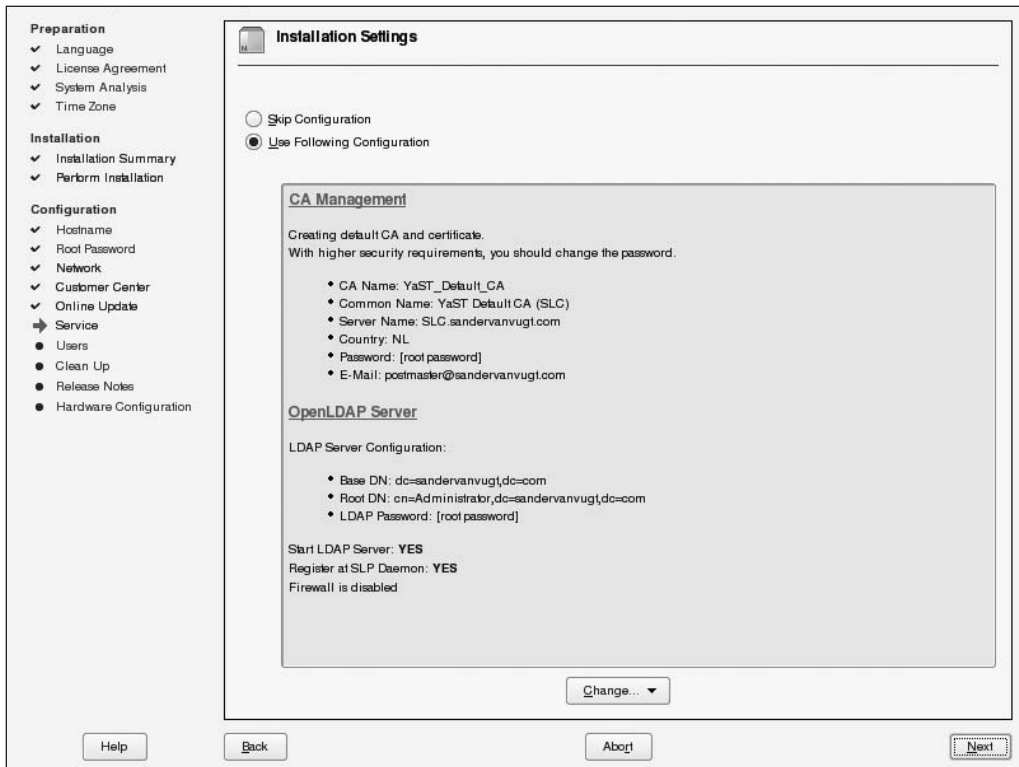 Preparation
Language
License Agreement
System Analysis
Time Zone
Installation
Installation Summary
Perform Installation
Configuration
Hostname
Root Password
Network
Customer Center
Online Update
Service
Users
Clean Up
Release Notes
Hardware Configuration
N
Installation Settings
Skip Configuration
Use Following Configuration
CA Management
Creating default CA and certificate.
With higher security requirements, you should change the password.
CA Name: YaST_Default_CA
Common Name: YaST Default CA (SLC)
Server Name: SLC.sandervanvugt.com
Country: NL
Password: [root password]
E-Mail: postmaster@sandervanvugt.com
OpenLDAP Server
LDAP Server Configuration:
Base DN: dc=sandervanvugt,dc=com
Root DN: cn=Administrator,dc=sandervanvugt,dc=com
LDAP Password: [root password]
Start LDAP Server: YES
Register at SLP Daemon: YES
Firewall is disabled
Change...
Help
Back
Abort
Next